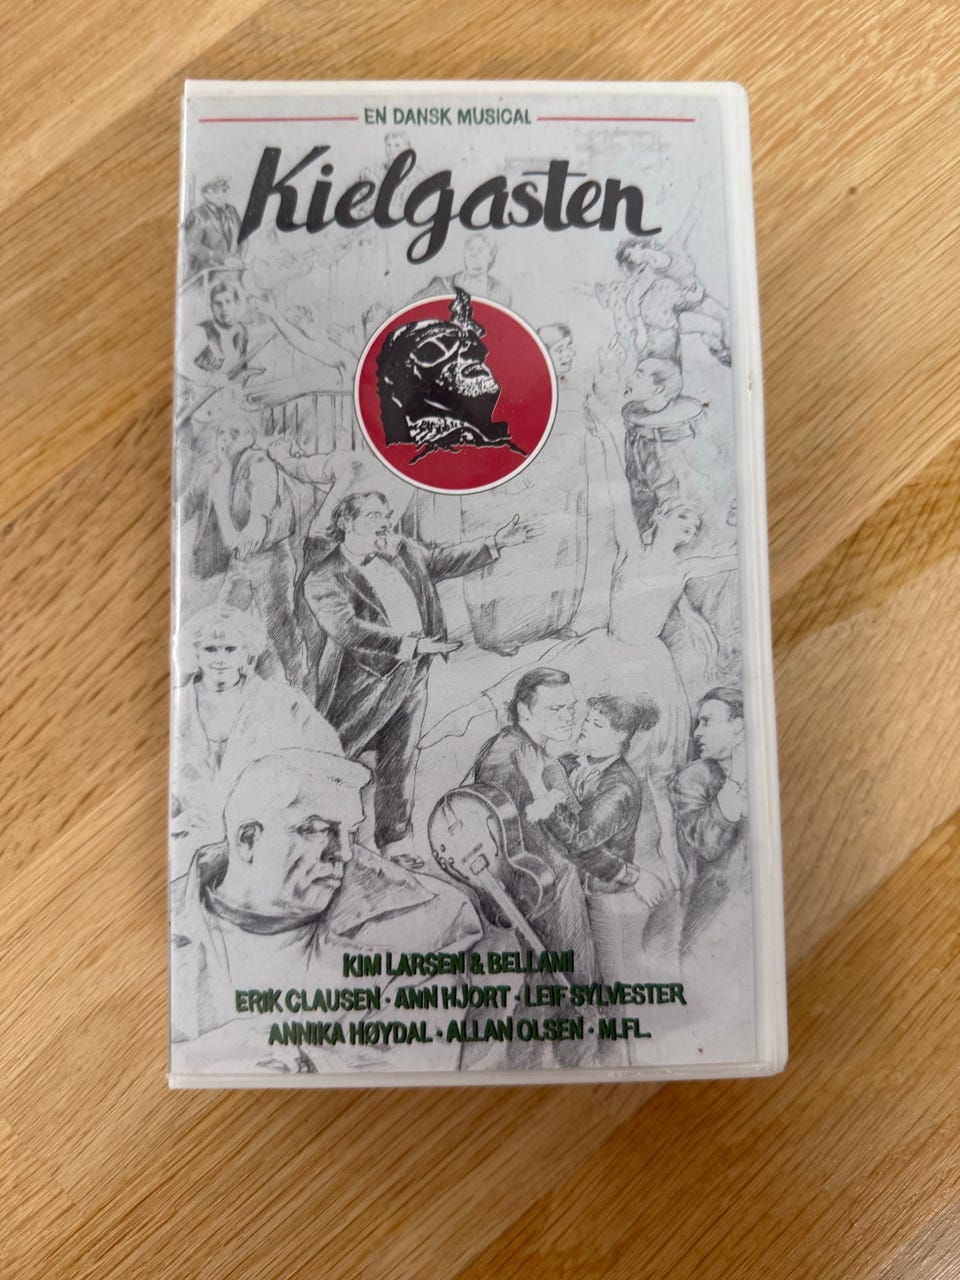 EN DANSK MUSICAL
Kielgasten
KIM LARSEN & BELLAMI
ERIK CLAUSEN · ANN HJORT · LEIF SYLVESTER
ANNIKA HØYDAL · ALLAN OLSEN · M.FL.